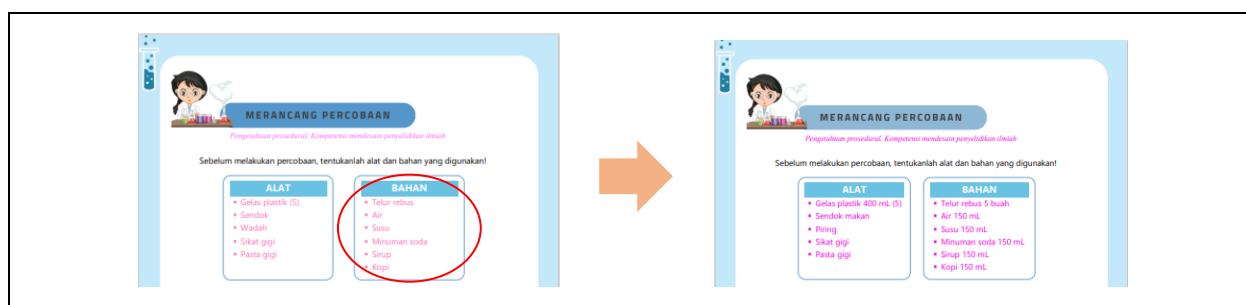 MERANCANG PERCOBAAN
Pengetahuan prosedural. Kompetensi mendesain penyelidikan ilmiah
Sebelum melakukan percobaan, tentukanlah alat dan bahan yang digunakan!
ALAT
▪ Gelas plastik (5)
▪ Sendok
▪ Wadah
▪ Sikat gigi
▪ Pasta gigi
BAHAN
▪ Telur rebus
▪ Air
▪ Susu
▪ Minuman soda
▪ Sirup
▪ Kopi
MERANCANG PERCOBAAN
Pengetahuan prosedural. Kompetensi mendesain penyelidikan ilmiah
Sebelum melakukan percobaan, tentukanlah alat dan bahan yang digunakan!
ALAT
▪ Gelas plastik 400 mL (5)
▪ Sendok makan
▪ Piring
▪ Sikat gigi
▪ Pasta gigi
BAHAN
▪ Telur rebus 5 buah
▪ Air 150 mL
▪ Susu 150 mL
▪ Minuman soda 150 mL
▪ Sirup 150 mL
▪ Kopi 150 mL